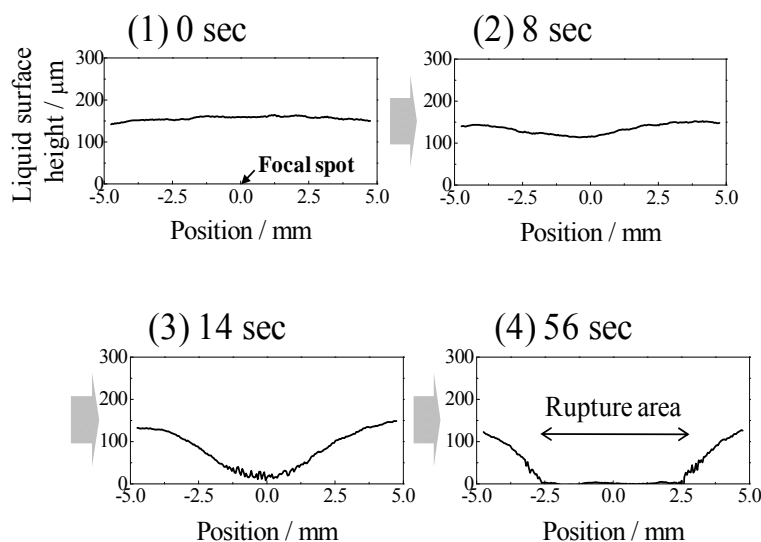 (1) 0 sec
(2) 8 sec
Liquid surface
height / μm
300
200
100
0
Focal spot
-5.0 -2.5 0.0 2.5 5.0
Position / mm
300
200
100
0
-5.0 -2.5 0.0 2.5 5.0
Position / mm
(3) 14 sec
(4) 56 sec
300
200
100
0
-5.0 -2.5 0.0 2.5 5.0
Position / mm
300
200
100
0
Rupture area
-5.0 -2.5 0.0 2.5 5.0
Position / mm